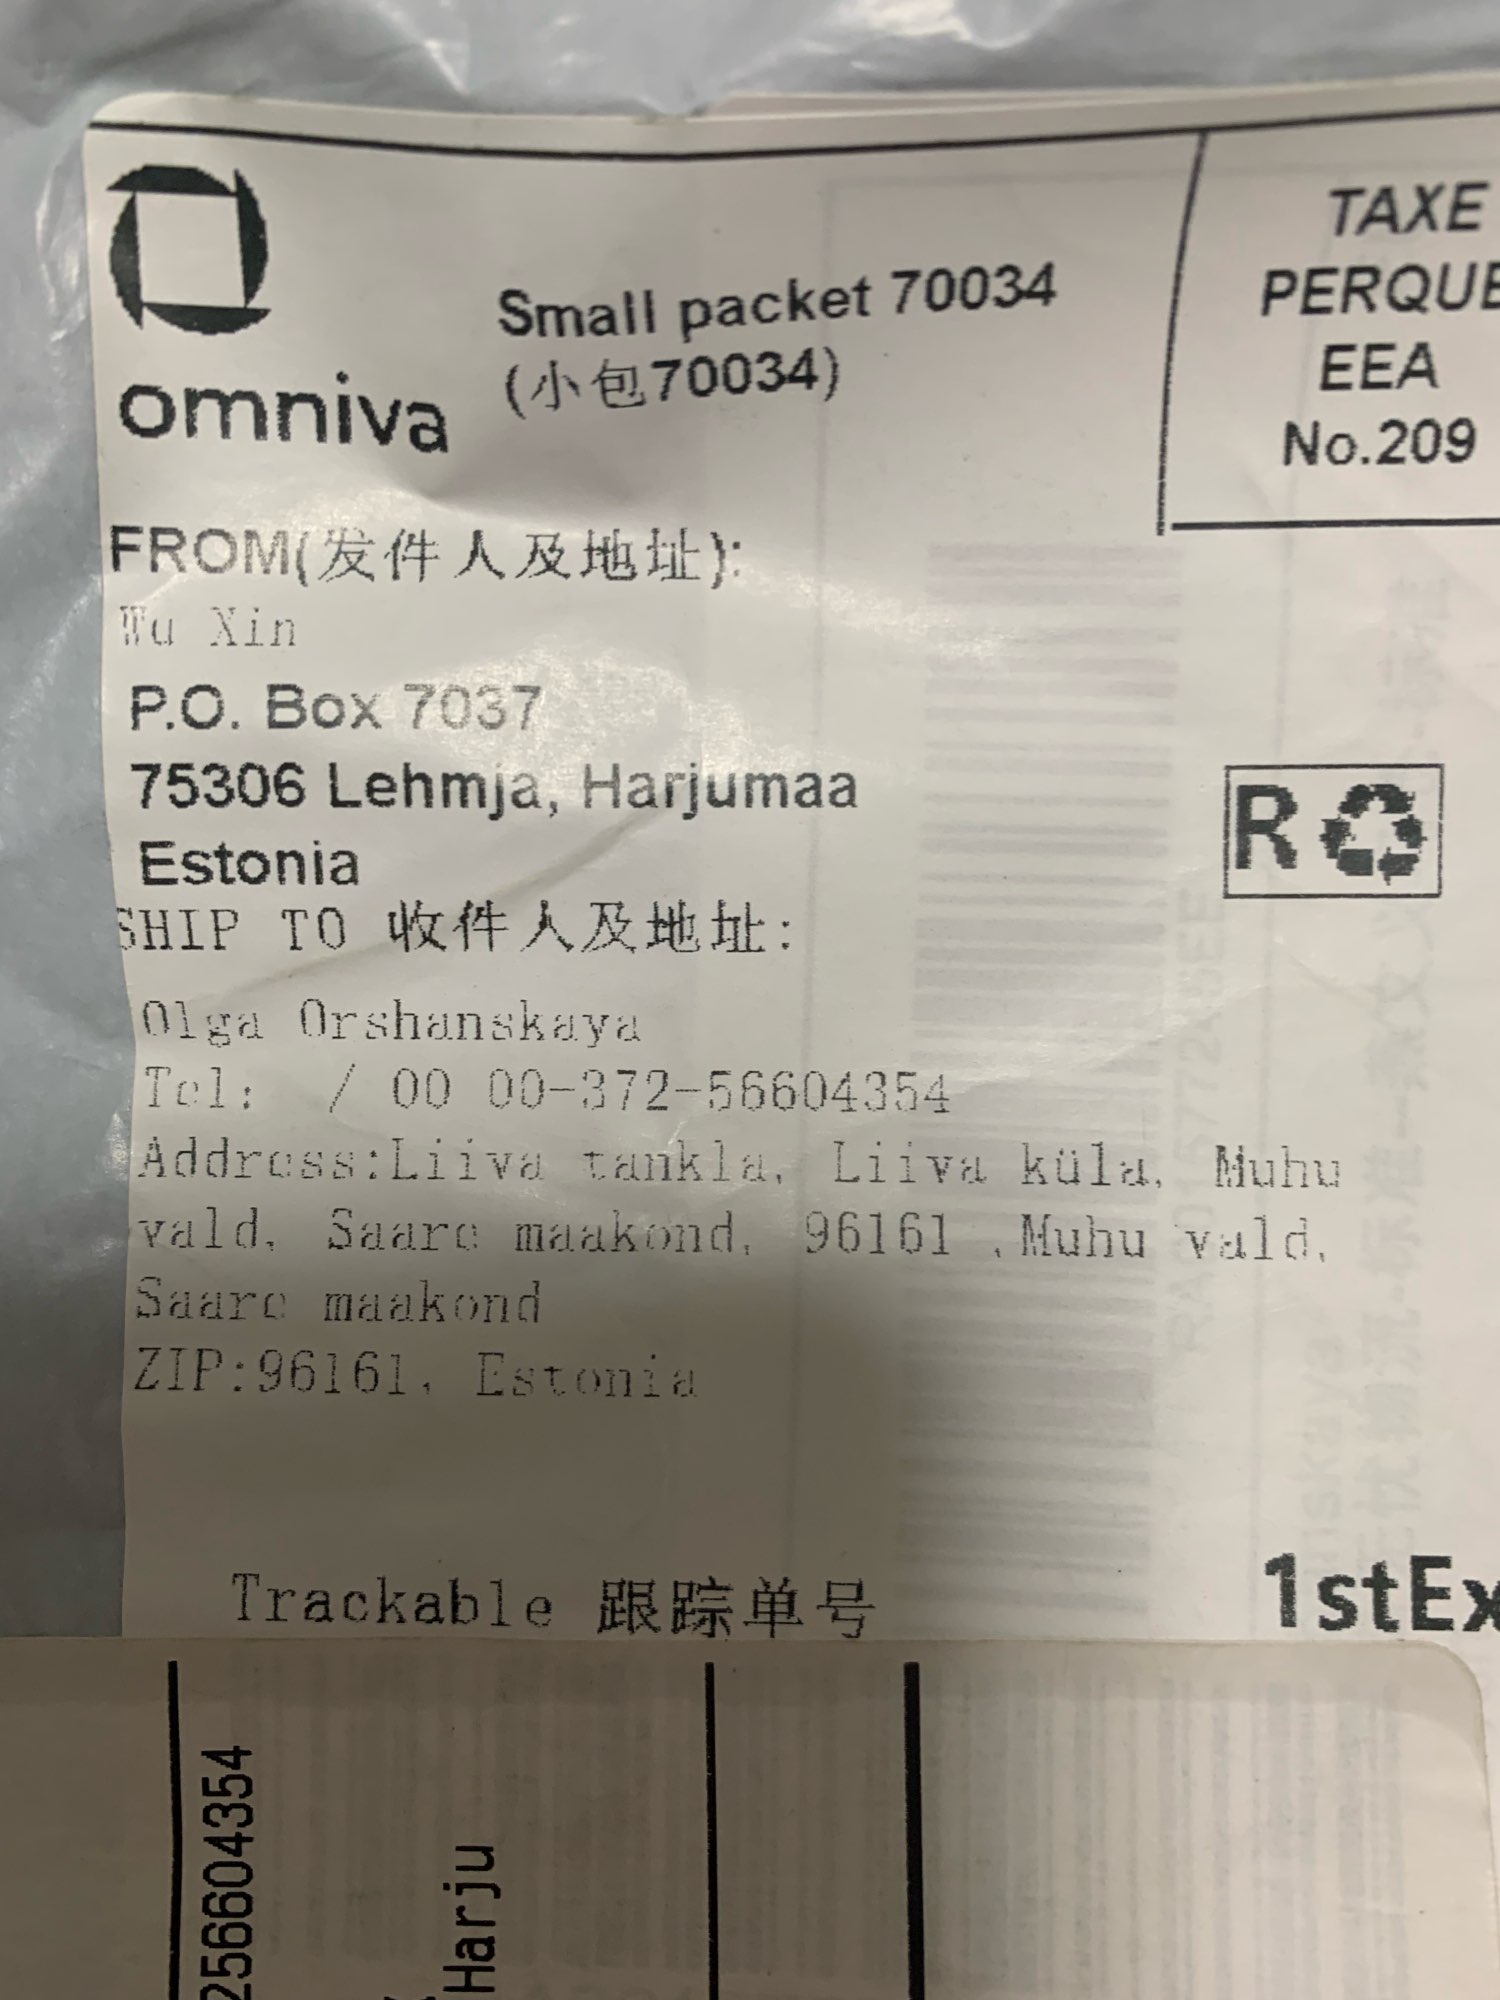 omniva
Small packet 70034
(小包70034)
TAXE
PERQUE
EEA
No.209
FROM(发件人及地址):
Wu Xin
P.O. Box 7037
75306 Lehmja, Harjumaa
Estonia
R
SHIP TO 收件人及地址:
Olga Orshanskaya
Tel: / 00 00-372-56604354
Address:Liiva tankla, Liiva küla, Muhu
vald, Saare maakond, 96161 ,Muhu vald,
Saare maakond
ZIP:96161, Estonia
Trackable 跟踪单号
1stEx
256604354
Harju